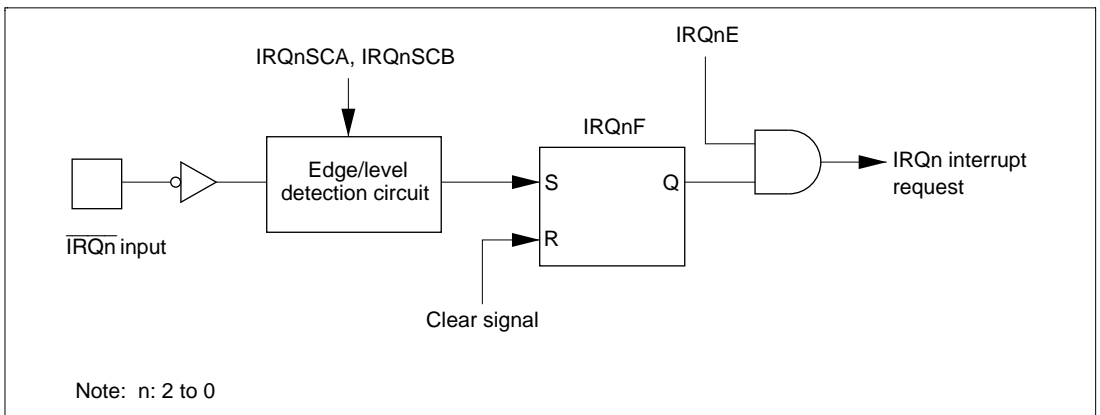 IRQnE
IRQnSCA, IRQnSCB
IRQnF
Edge/level
detection circuit
S
Q
R
IRQn interrupt
request
IRQn input
Clear signal
Note: n: 2 to 0